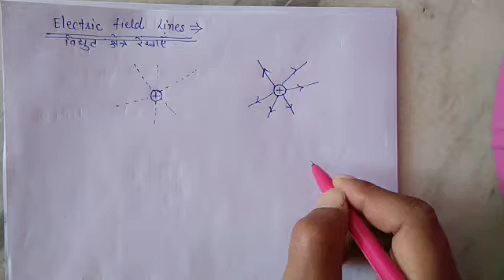 Electric field Lines ⇒
विद्युत क्षेत्र रेखाएं
+
+